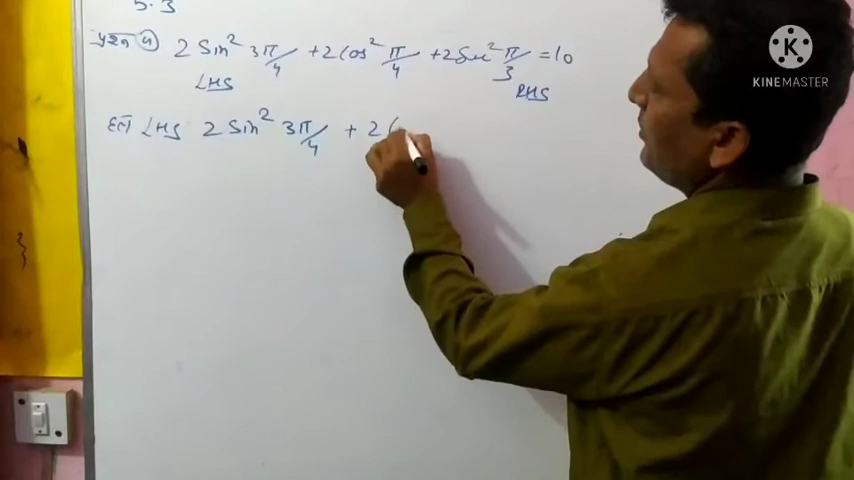 5.3
प्रश्न 4 2 Sin² 3π/4 + 2 Cos² π/4 + 2 Sec² π/3 = 10
LHS RHS
हल LHS 2 Sin² 3π/4 + 2 (
KINEMASTER